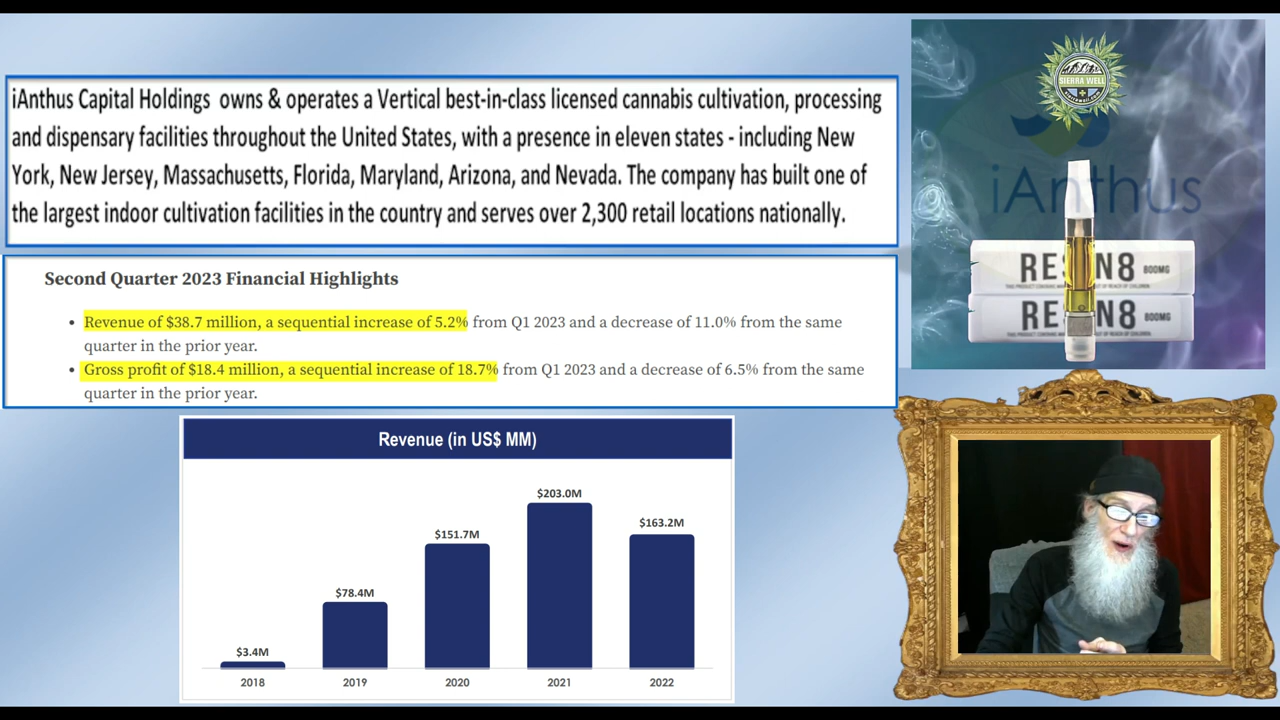 iAnthus Capital Holdings owns & operates a Vertical best-in-class licensed cannabis cultivation, processing
and dispensary facilities throughout the United States, with a presence in eleven states - including New
York, New Jersey, Massachusetts, Florida, Maryland, Arizona, and Nevada. The company has built one of
the largest indoor cultivation facilities in the country and serves over 2,300 retail locations nationally.
Second Quarter 2023 Financial Highlights
• Revenue of $38.7 million, a sequential increase of 5.2% from Q1 2023 and a decrease of 11.0% from the same
quarter in the prior year.
• Gross profit of $18.4 million, a sequential increase of 18.7% from Q1 2023 and a decrease of 6.5% from the same
quarter in the prior year.
Revenue (in US$ MM)
$3.4M
$78.4M
$151.7M
$203.0M
$163.2M
2018
2019
2020
2021
2022
SIERRA WELL
iAnthus
800MG
800MG